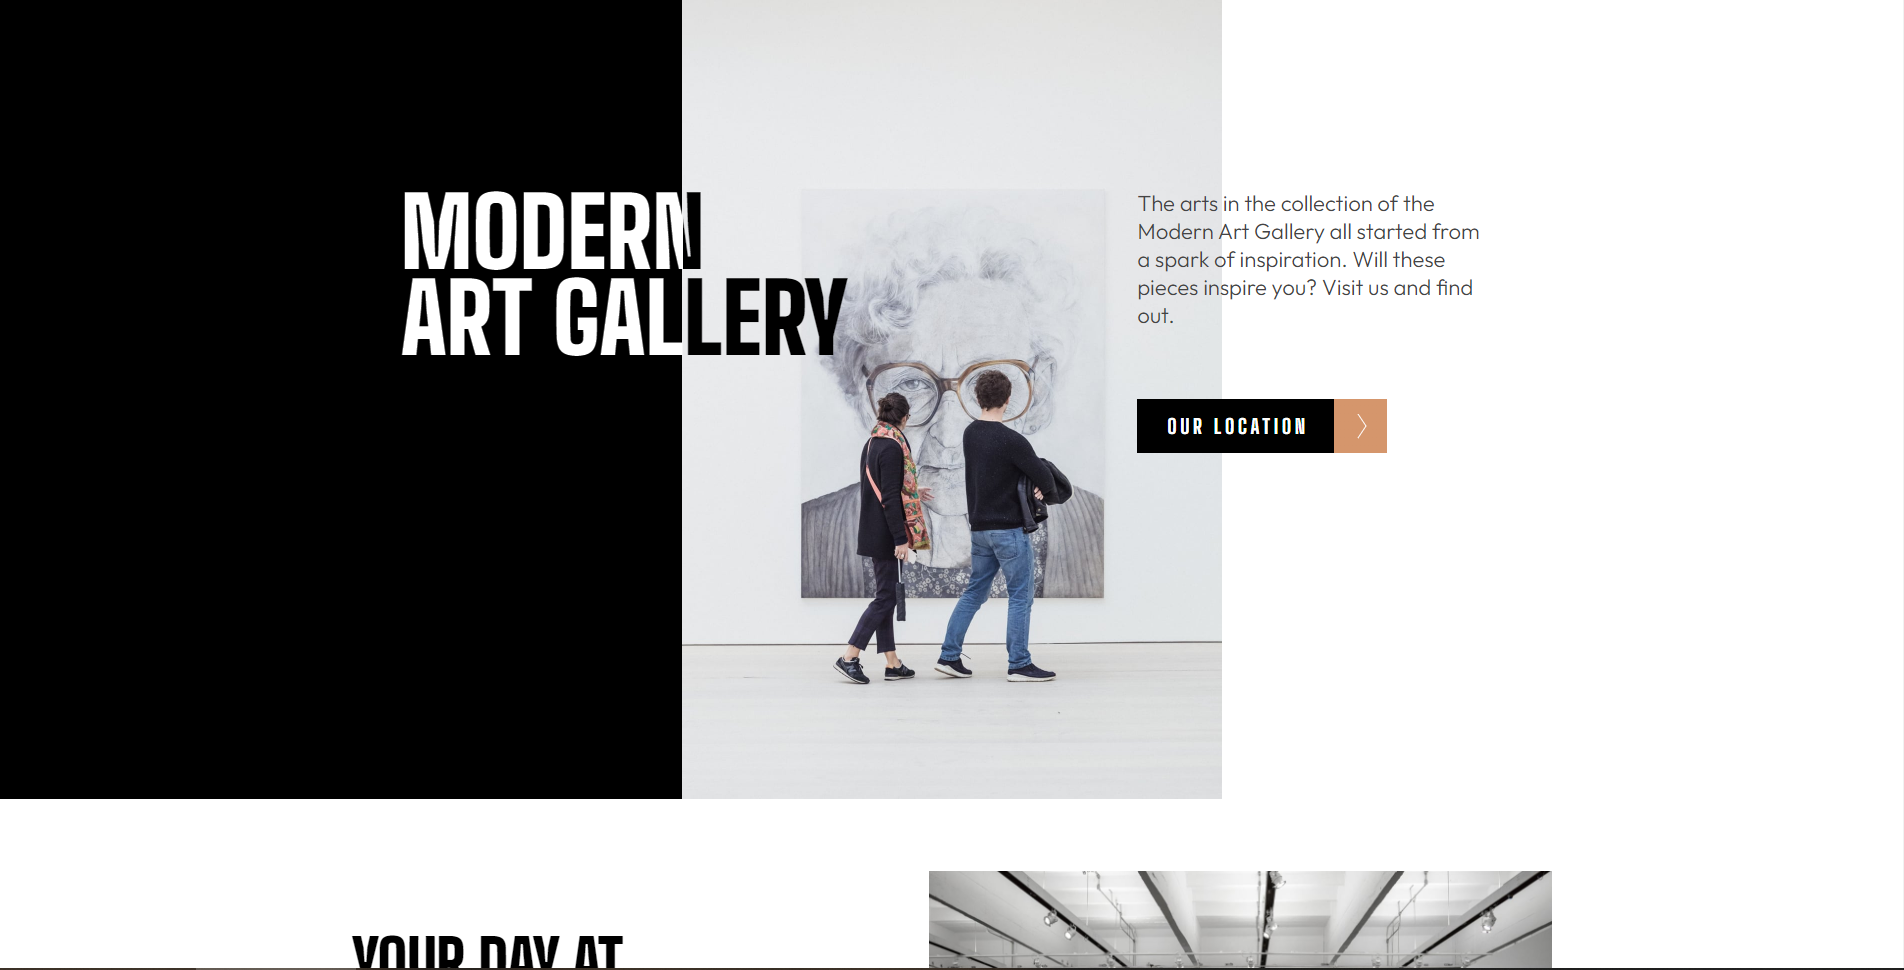 MODERN
ART GALLERY
The arts in the collection of the
Modern Art Gallery all started from
a spark of inspiration. Will these
pieces inspire you? Visit us and find
out.
OUR LOCATION
YOUR DAY AT